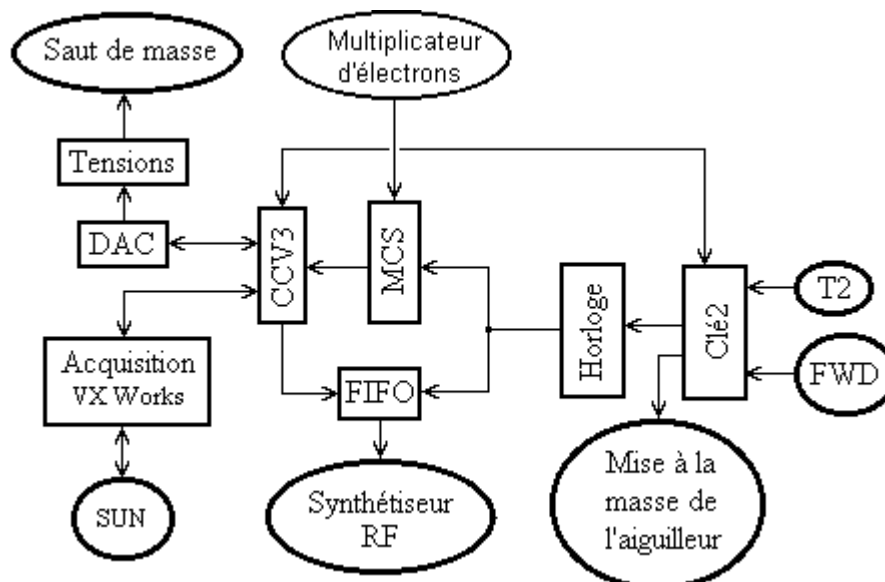 Saut de masse
Multiplicateur
d'électrons
Tensions
DAC
CCV3
MCS
Horloge
Clé2
T2
FWD
Acquisition
VX Works
FIFO
SUN
Synthétiseur
RF
Mise à la
masse de
l'aiguilleur